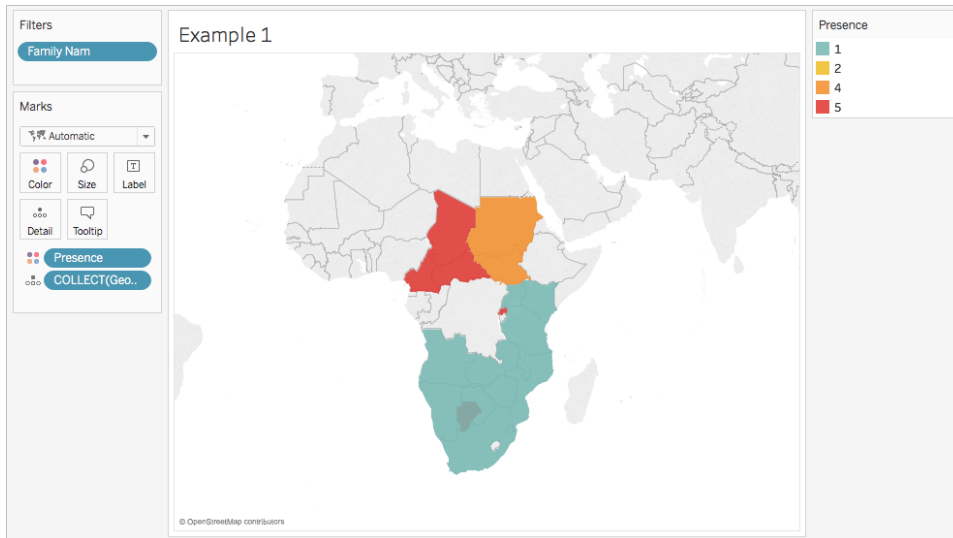 Filters
Family Nam
Marks
Automatic
Color
Size
T
Label
Detail
Tooltip
Presence
COLLECT(Geo..
Example 1
© OpenStreetMap contributors
Presence
1
2
4
5